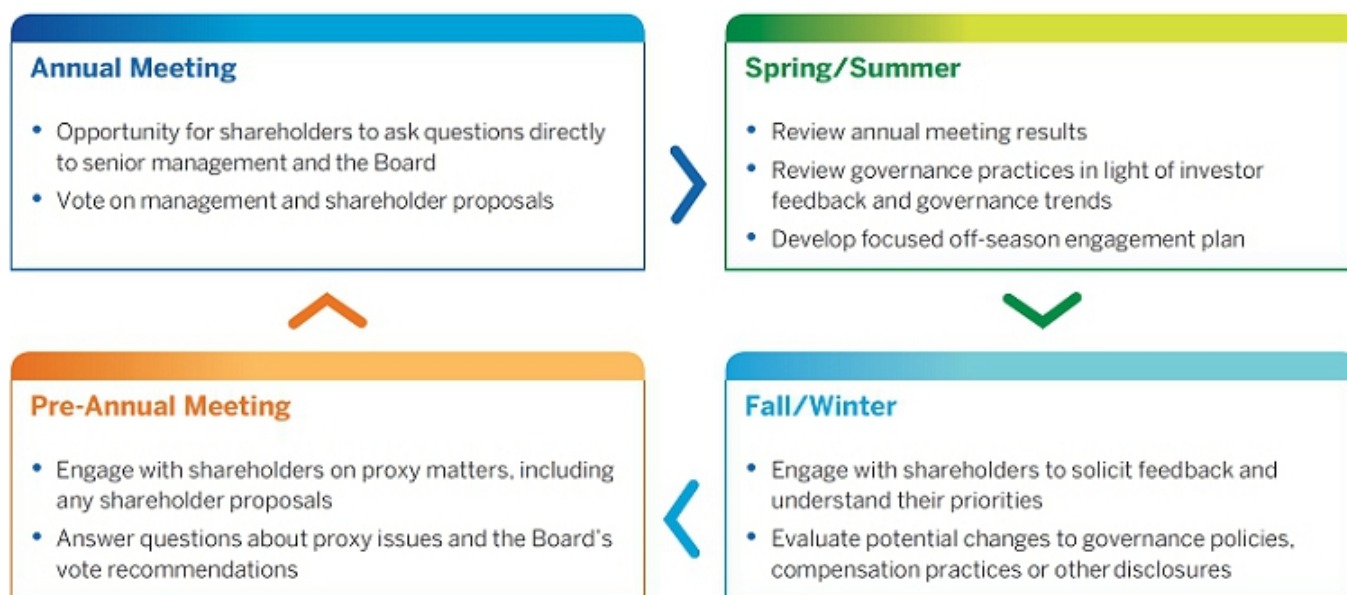 Annual Meeting
• Opportunity for shareholders to ask questions directly
to senior management and the Board
• Vote on management and shareholder proposals
Spring/Summer
• Review annual meeting results
• Review governance practices in light of investor
feedback and governance trends
• Develop focused off-season engagement plan
Pre-Annual Meeting
• Engage with shareholders on proxy matters, including
any shareholder proposals
• Answer questions about proxy issues and the Board's
vote recommendations
Fall/Winter
• Engage with shareholders to solicit feedback and
understand their priorities
• Evaluate potential changes to governance policies,
compensation practices or other disclosures